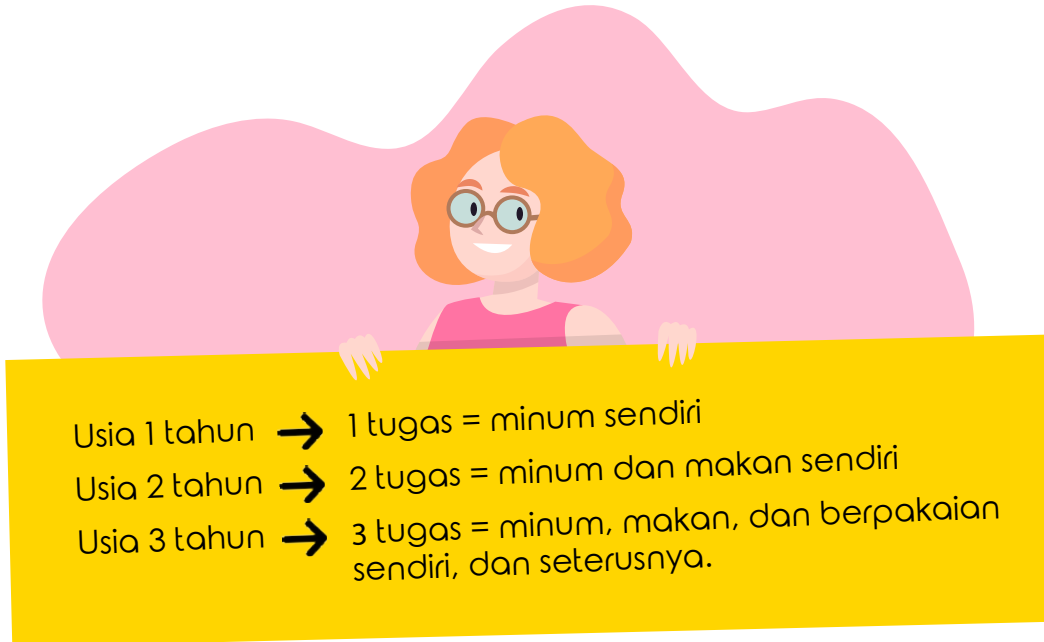 Usia 1 tahun → 1 tugas = minum sendiri
Usia 2 tahun → 2 tugas = minum dan makan sendiri
Usia 3 tahun → 3 tugas = minum, makan, dan berpakaian
sendiri, dan seterusnya.